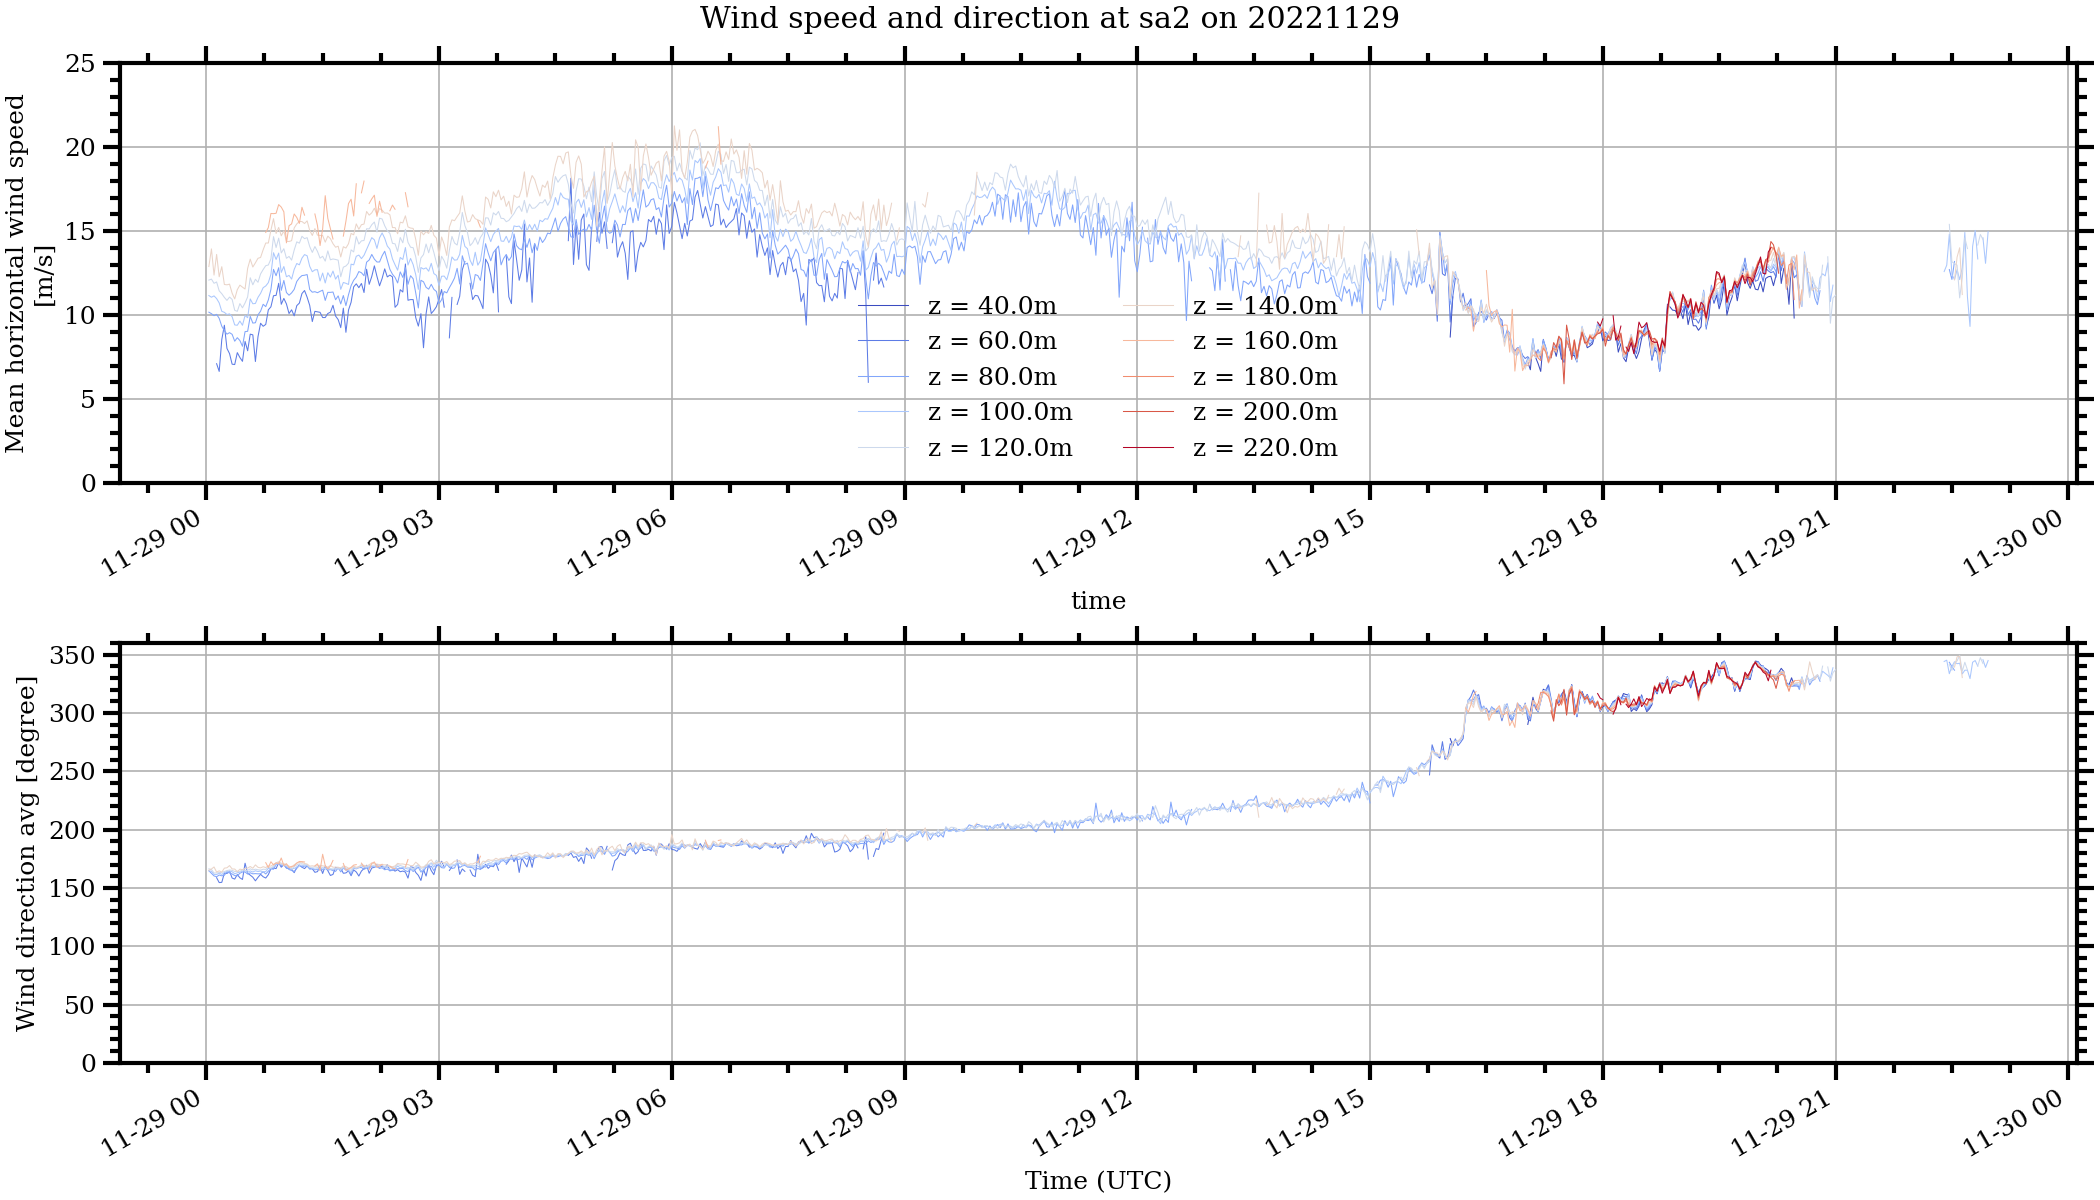 Wind speed and direction at sa2 on 20221129
Mean horizontal wind speed
[m/s]
25
20
15
10
5
0
z = 40.0m
z = 60.0m
z = 80.0m
z = 100.0m
z = 120.0m
z = 140.0m
z = 160.0m
z = 180.0m
z = 200.0m
z = 220.0m
11-29 00
11-29 03
11-29 06
11-29 09
11-29 12
11-29 15
11-29 18
11-29 21
11-30 00
time
Wind direction avg [degree]
350
300
250
200
150
100
50
0
11-29 00
11-29 03
11-29 06
11-29 09
11-29 12
11-29 15
11-29 18
11-29 21
11-30 00
Time (UTC)